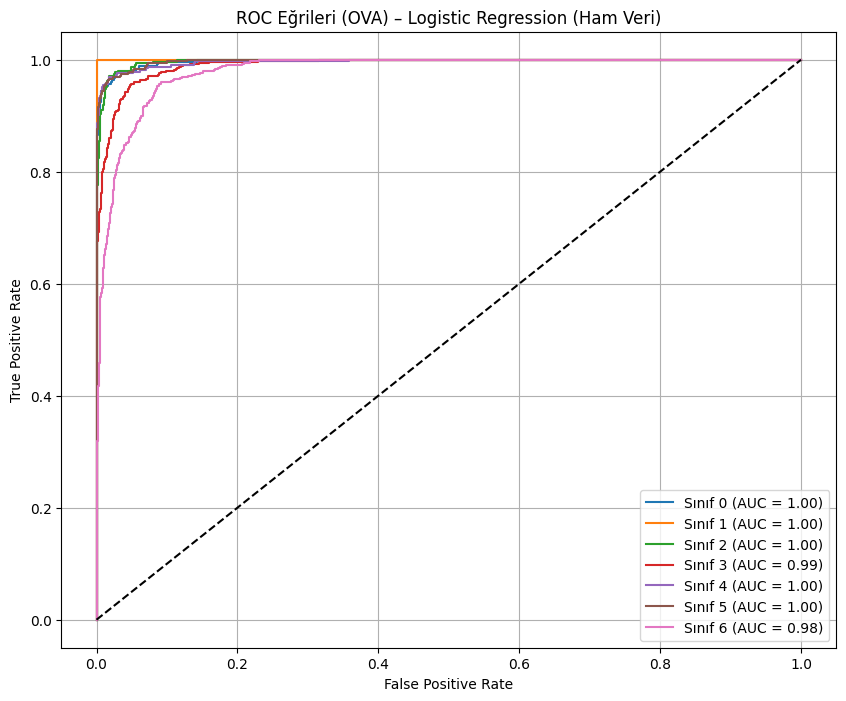 ROC Eğrileri (OVA) – Logistic Regression (Ham Veri)
True Positive Rate
1.0
0.8
0.6
0.4
0.2
0.0
Sınıf 0 (AUC = 1.00)
Sınıf 1 (AUC = 1.00)
Sınıf 2 (AUC = 1.00)
Sınıf 3 (AUC = 0.99)
Sınıf 4 (AUC = 1.00)
Sınıf 5 (AUC = 1.00)
Sınıf 6 (AUC = 0.98)
0.0 0.2 0.4 0.6 0.8 1.0
False Positive Rate